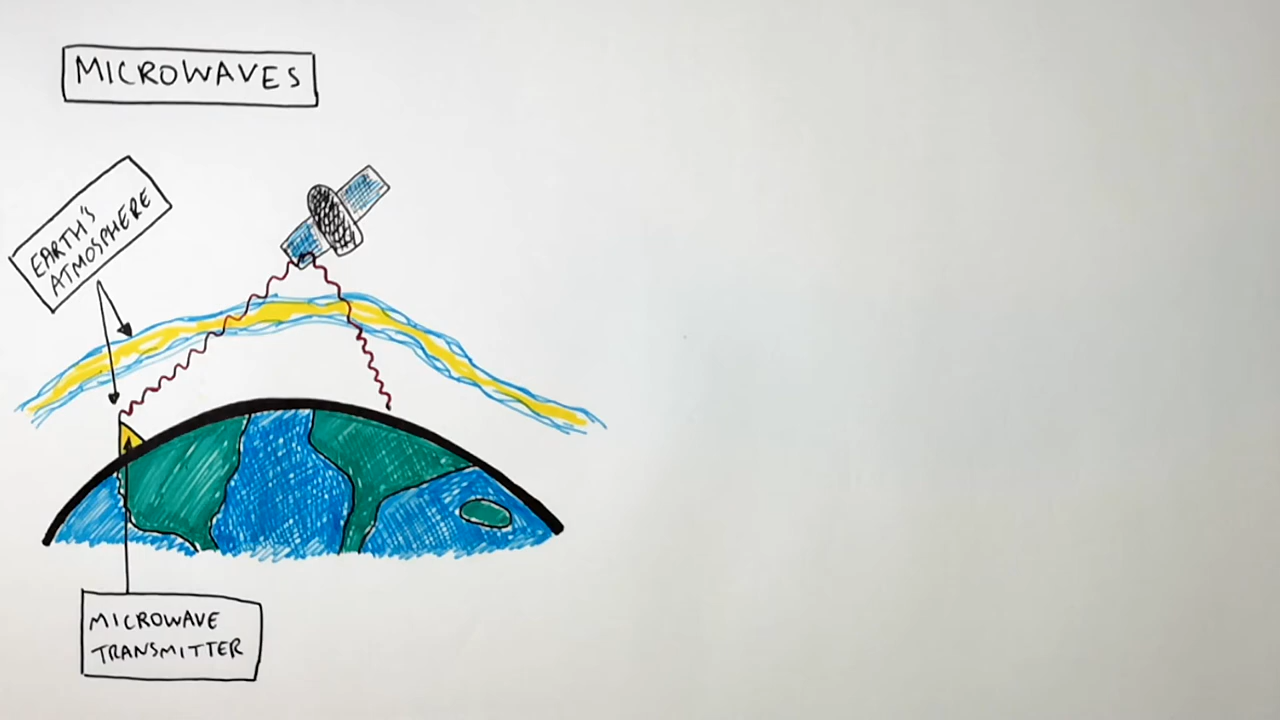 MICROWAVES
EARTH'S
ATMOSPHERE
MICROWAVE
TRANSMITTER